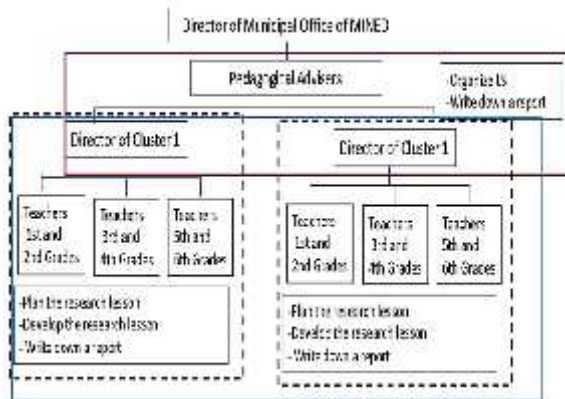 Director of Municipal Office of MINED
Pedagogical Advisers
-Organize LS
-Write down a report
Director of Cluster 1
Director of Cluster 1
Teachers
1st and
2nd Grades
Teachers
3rd and
4th Grades
Teachers
5th and
6th Grades
Teachers
1st and
2nd Grades
Teachers
3rd and
4th Grades
Teachers
5th and
6th Grades
-Plan the research lesson
-Develop the research lesson
- Write down a report
-Plan the research lesson
-Develop the research lesson
- Write down a report